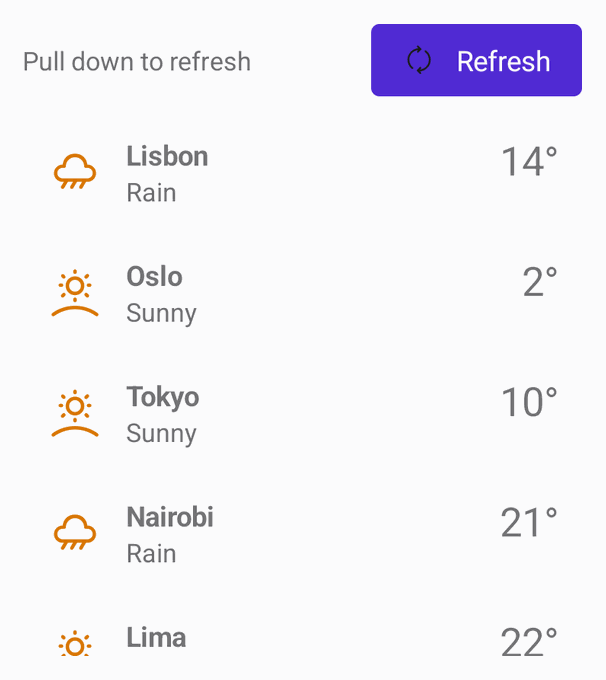 Pull down to refresh
Refresh
Lisbon
14°
Rain
Oslo
2°
Sunny
Tokyo
10°
Sunny
Nairobi
21°
Rain
Lima
22°